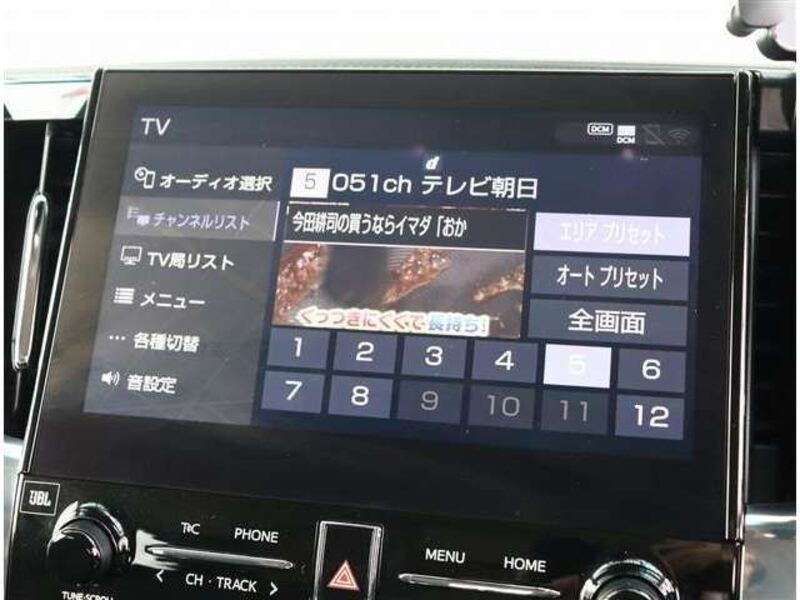 TV
DCM
DCM
オーディオ選択
チャンネルリスト
TV局リスト
メニュー
各種切替
音設定
5 051ch テレビ朝日
今田耕司の買うならイマダ「おか
くっつきにくくて長持ち!
エリア プリセット
オート プリセット
全画面
1 2 3 4 5 6
7 8 9 10 11 12
JBL
PHONE
CH · TRACK
MENU
HOME
TUNE·SCROLL